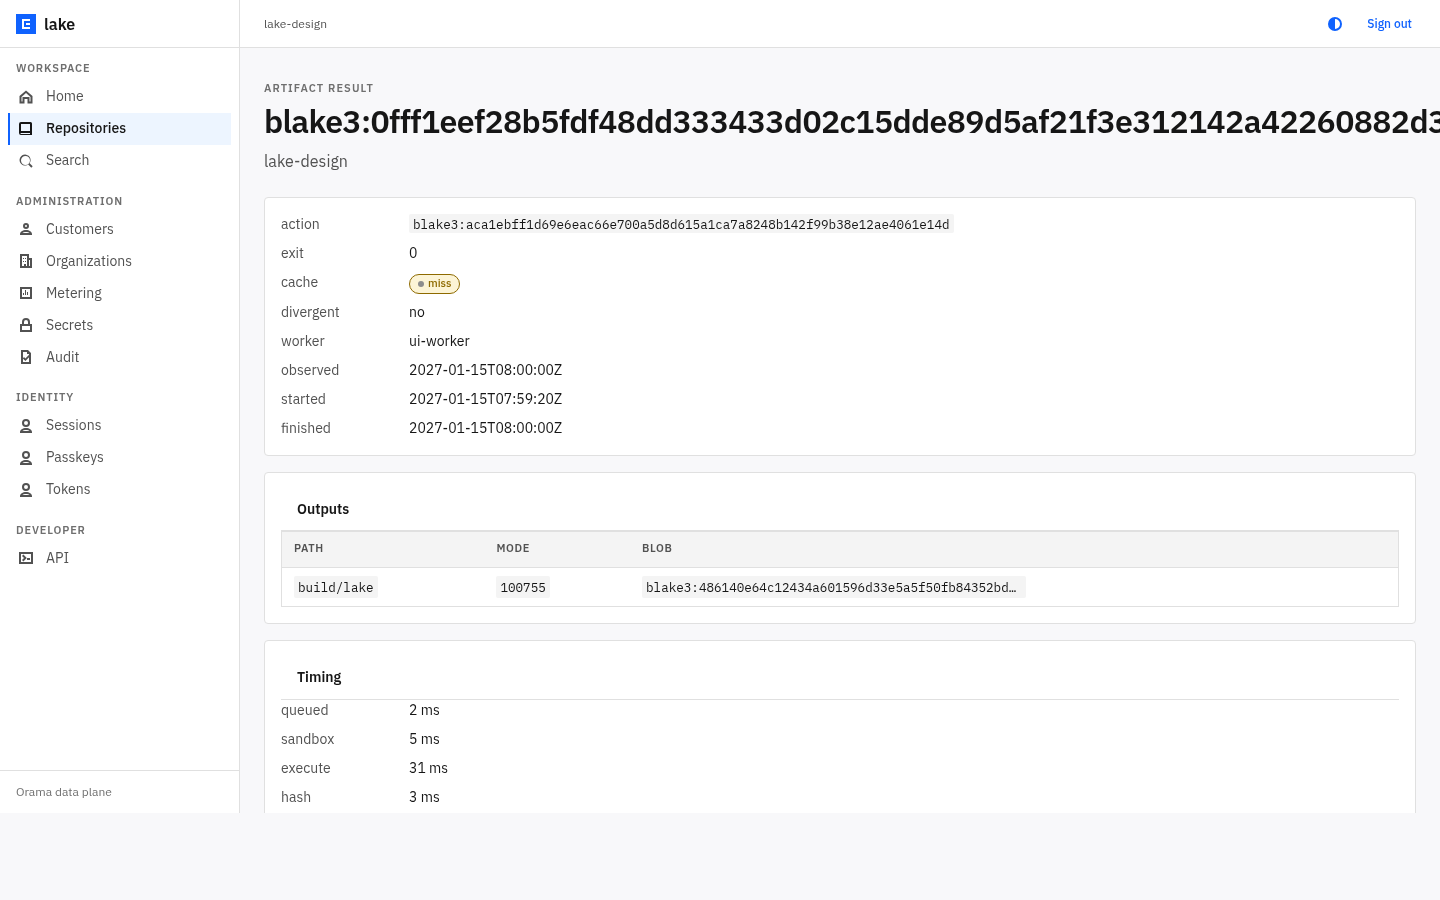 lake
lake-design
Sign out
WORKSPACE
Home
Repositories
Search
ADMINISTRATION
Customers
Organizations
Metering
Secrets
Audit
IDENTITY
Sessions
Passkeys
Tokens
DEVELOPER
API
Orama data plane
ARTIFACT RESULT
blake3:0fff1eef28b5fdf48dd333433d02c15dde89d5af21f3e312142a42260882d3
lake-design
action blake3:aca1ebff1d69e6eac66e700a5d8d615a1ca7a8248b142f99b38e12ae4061e14d
exit 0
cache miss
divergent no
worker ui-worker
observed 2027-01-15T08:00:00Z
started 2027-01-15T07:59:20Z
finished 2027-01-15T08:00:00Z
Outputs
PATH MODE BLOB
build/lake 100755 blake3:486140e64c12434a601596d33e5a5f50fb84352bd…
Timing
queued 2 ms
sandbox 5 ms
execute 31 ms
hash 3 ms